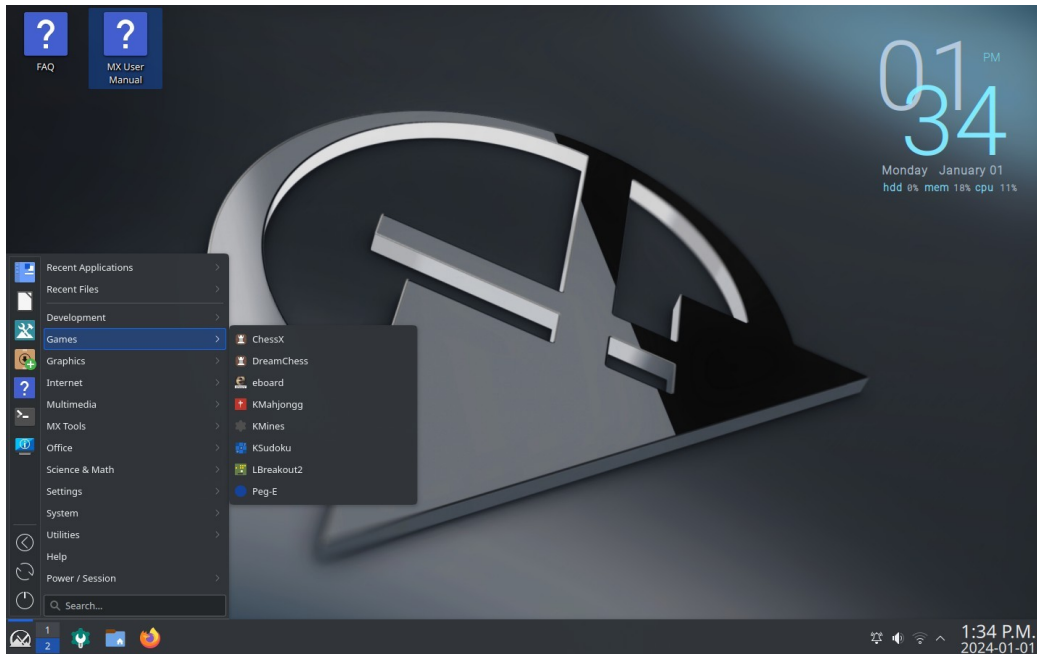 ?
FAQ
?
MX User
Manual
01
PM
34
Monday January 01
hdd 0% mem 18% cpu 11%
Recent Applications
Recent Files
Development
Games
Graphics
Internet
Multimedia
MX Tools
Office
Science & Math
Settings
System
Utilities
Help
Power / Session
Search...
ChessX
DreamChess
eboard
KMahjongg
KMines
KSudoku
LBreakout2
Peg-E
?
1
2
1:34 P.M.
2024-01-01